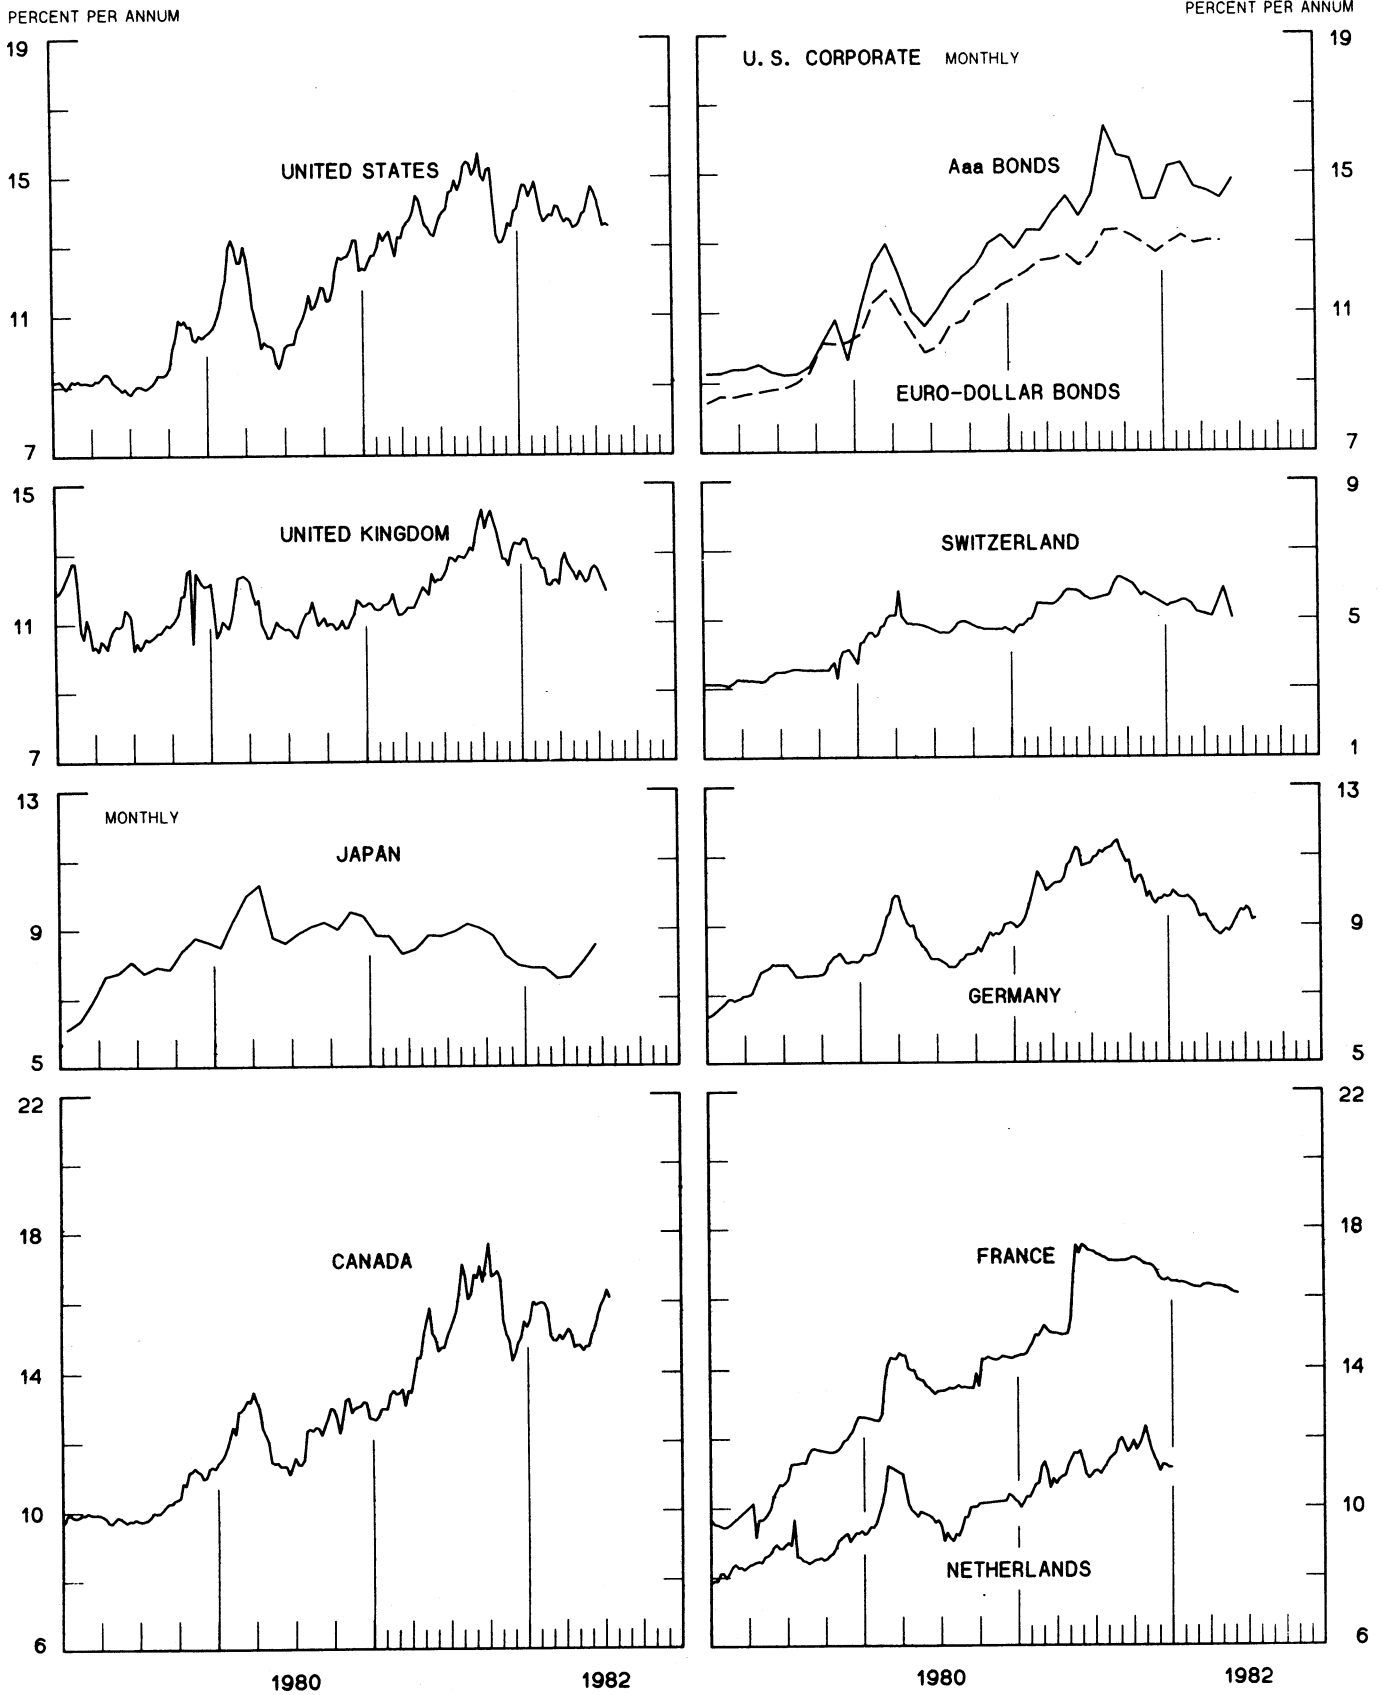 PERCENT PER ANNUM
PERCENT PER ANNUM
19
15
11
7
UNITED STATES
U.S. CORPORATE MONTHLY
Aaa BONDS
EURO-DOLLAR BONDS
19
15
11
7
15
11
7
UNITED KINGDOM
SWITZERLAND
9
5
1
13
9
5
MONTHLY
JAPAN
GERMANY
13
9
5
22
18
14
10
6
CANADA
FRANCE
NETHERLANDS
22
18
14
10
6
1980
1982
1980
1982